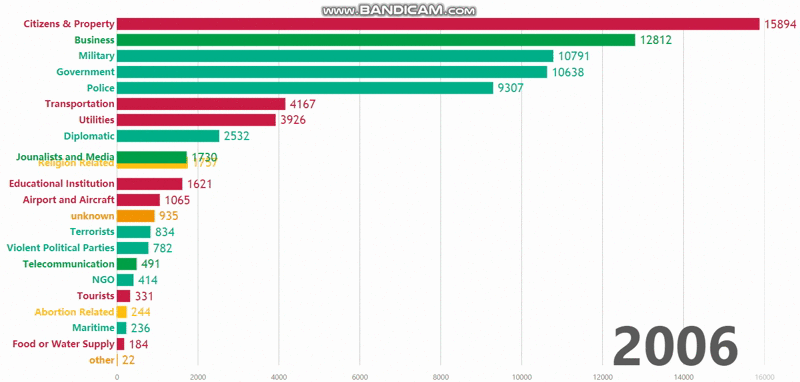 www.BANDICAM.com
Citizens & Property 15894
Business 12812
Military 10791
Government 10638
Police 9307
Transportation 4167
Utilities 3926
Diplomatic 2532
Jounalists and Media 1730
Religion Related 1737
Educational Institution 1621
Airport and Aircraft 1065
unknown 935
Terrorists 834
Violent Political Parties 782
Telecommunication 491
NGO 414
Tourists 331
Abortion Related 244
Maritime 236
Food or Water Supply 184
other 22
2006
0 2000 4000 6000 8000 10000 12000 14000 16000